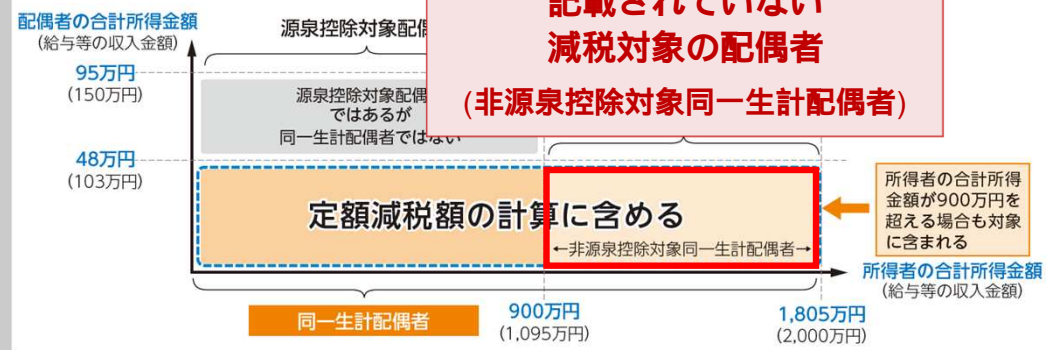 記載されていない
減税対象の配偶者
(非源泉控除対象同一生計配偶者)
配偶者の合計所得金額
(給与等の収入金額)
源泉控除対象配
95万円
(150万円)
源泉控除対象配偶
ではあるが
同一生計配偶者ではない
48万円
(103万円)
定額減税額の計算に含める
←非源泉控除対象同一生計配偶者→
所得者の合計所得
金額が900万円を
超える場合も対象
に含まれる
所得者の合計所得金額
(給与等の収入金額)
同一生計配偶者
900万円
(1,095万円)
1,805万円
(2,000万円)